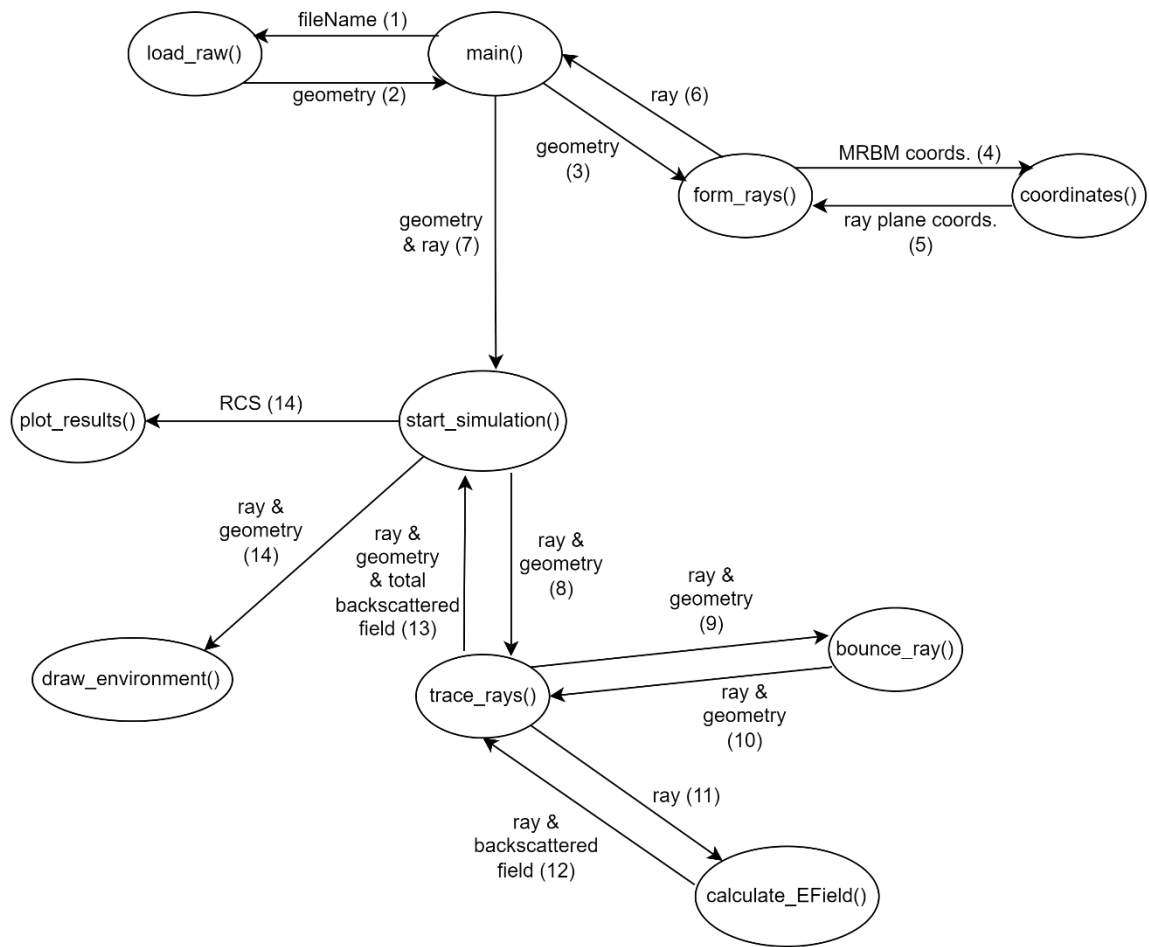 fileName (1)
load_raw()
main()
geometry (2)
ray (6)
geometry
(3)
MRBM coords. (4)
form_rays()
coordinates()
ray plane coords.
(5)
geometry
& ray (7)
RCS (14)
plot_results()
start_simulation()
ray &
geometry
(14)
ray &
geometry
& total
backscattered
field (13)
ray &
geometry
(8)
ray &
geometry
(9)
bounce_ray()
draw_environment()
trace_rays()
ray &
geometry
(10)
ray (11)
ray &
backscattered
field (12)
calculate_EField()